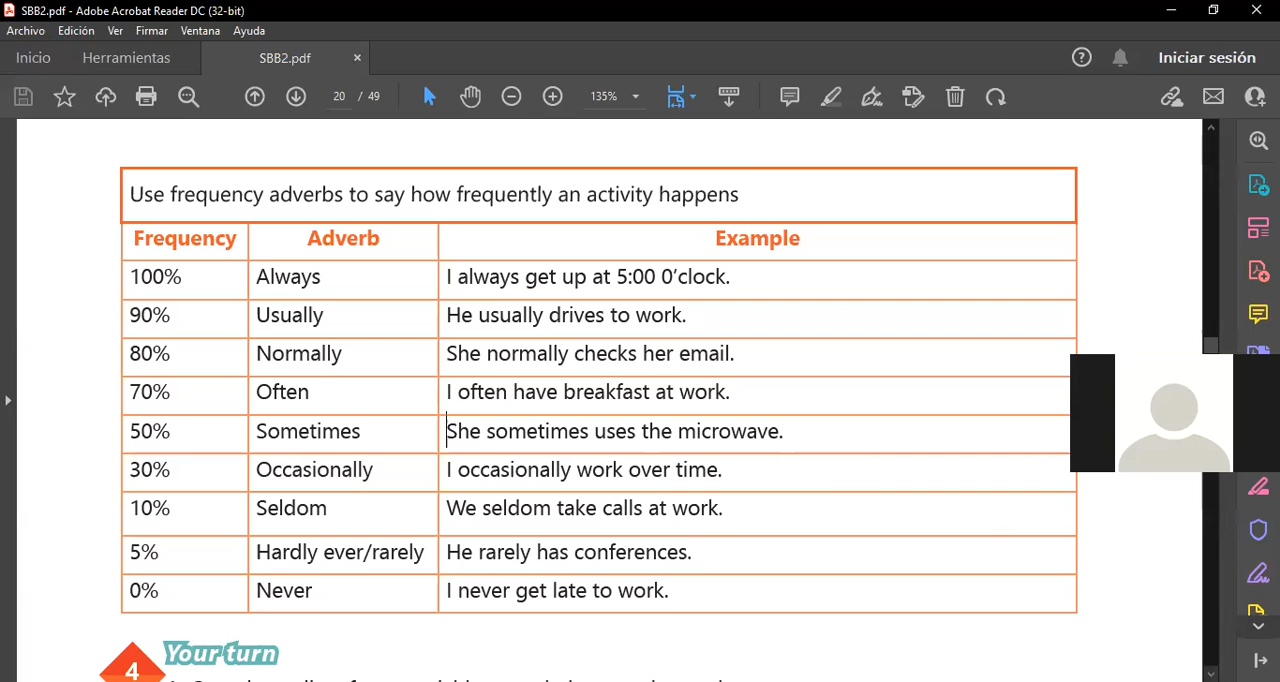 SBB2.pdf - Adobe Acrobat Reader DC (32-bit)
Archivo Edición Ver Firmar Ventana Ayuda
Inicio Herramientas SBB2.pdf × Iniciar sesión
20 / 49 135%
Use frequency adverbs to say how frequently an activity happens
Frequency Adverb Example
100% Always I always get up at 5:00 0’clock.
90% Usually He usually drives to work.
80% Normally She normally checks her email.
70% Often I often have breakfast at work.
50% Sometimes She sometimes uses the microwave.
30% Occasionally I occasionally work over time.
10% Seldom We seldom take calls at work.
5% Hardly ever/rarely He rarely has conferences.
0% Never I never get late to work.
4 Your turn